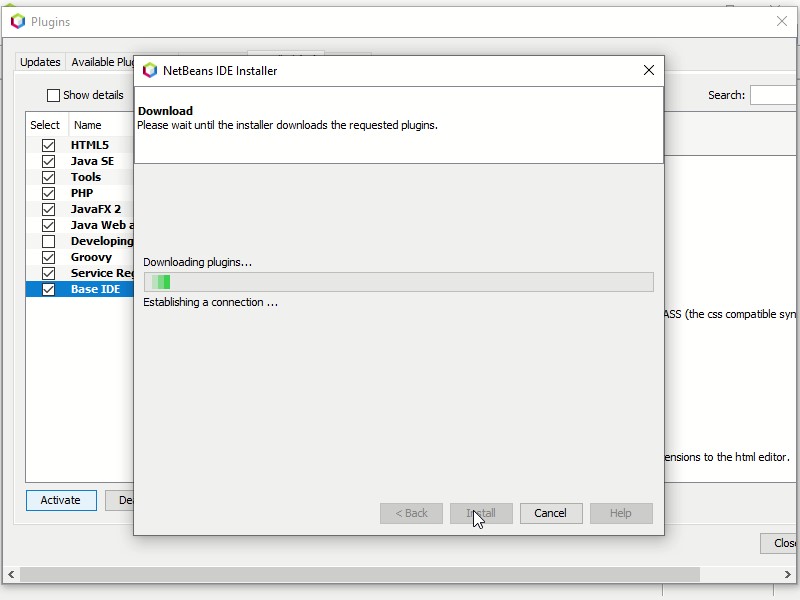 Plugins
Updates
Available Plug
NetBeans IDE Installer
Show details
Search:
Download
Please wait until the installer downloads the requested plugins.
Select
Name
HTML5
Java SE
Tools
PHP
JavaFX 2
Java Web a
Developing
Groovy
Service Reg
Base IDE
Downloading plugins...
Establishing a connection ...
ASS (the css compatible syn
ensions to the html editor.
Activate
Dea
< Back
Install
Cancel
Help
Close